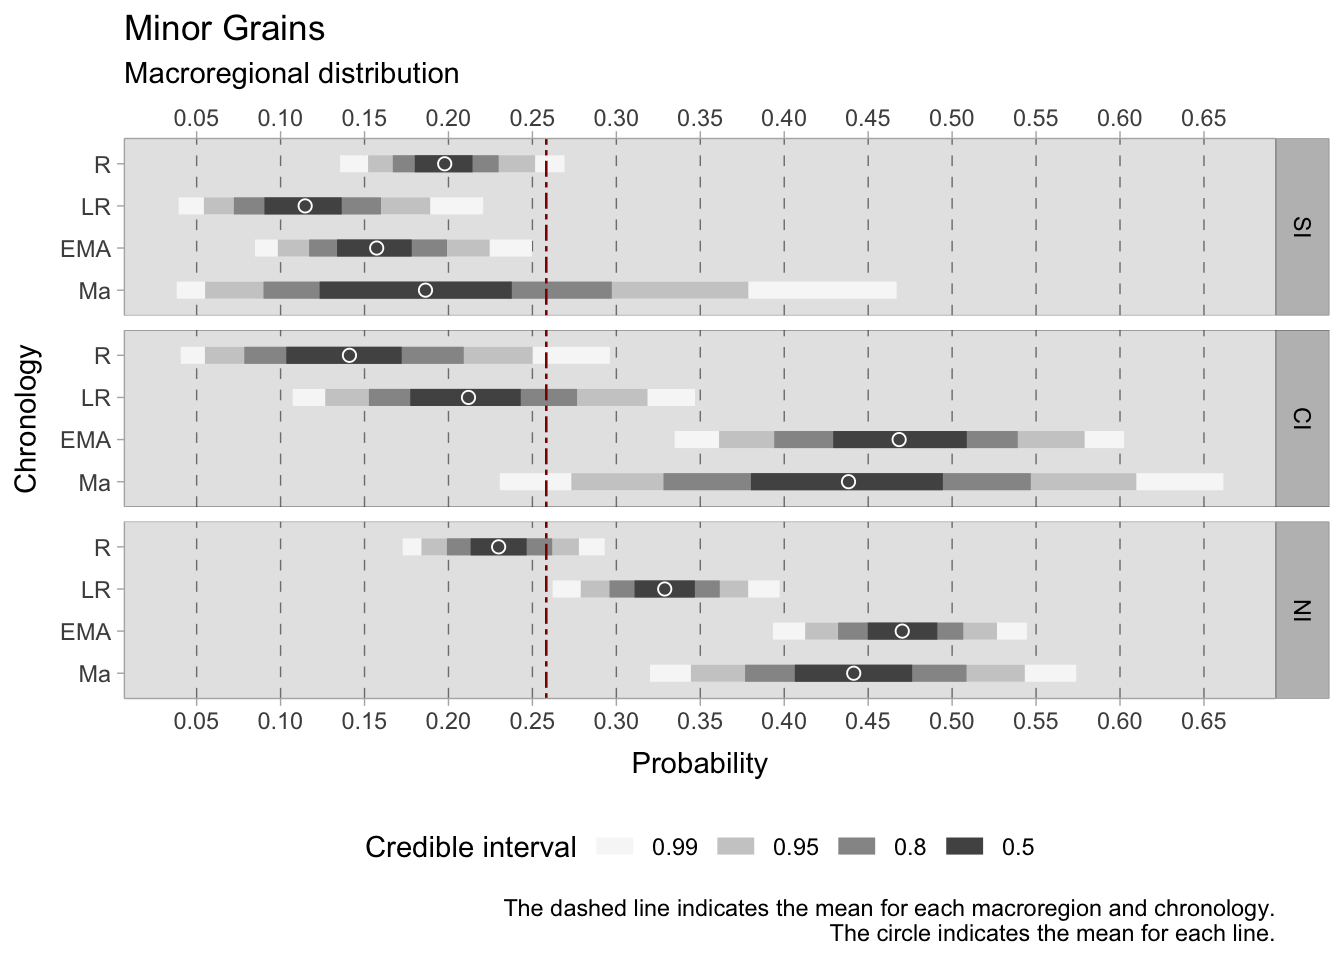 Minor Grains
Macroregional distribution
0.05 0.10 0.15 0.20 0.25 0.30 0.35 0.40 0.45 0.50 0.55 0.60 0.65
R
LR
EMA
Ma
SI
Chronology
R
LR
EMA
Ma
CI
R
LR
EMA
Ma
NI
0.05 0.10 0.15 0.20 0.25 0.30 0.35 0.40 0.45 0.50 0.55 0.60 0.65
Probability
Credible interval 0.99 0.95 0.8 0.5
The dashed line indicates the mean for each macroregion and chronology.
The circle indicates the mean for each line.